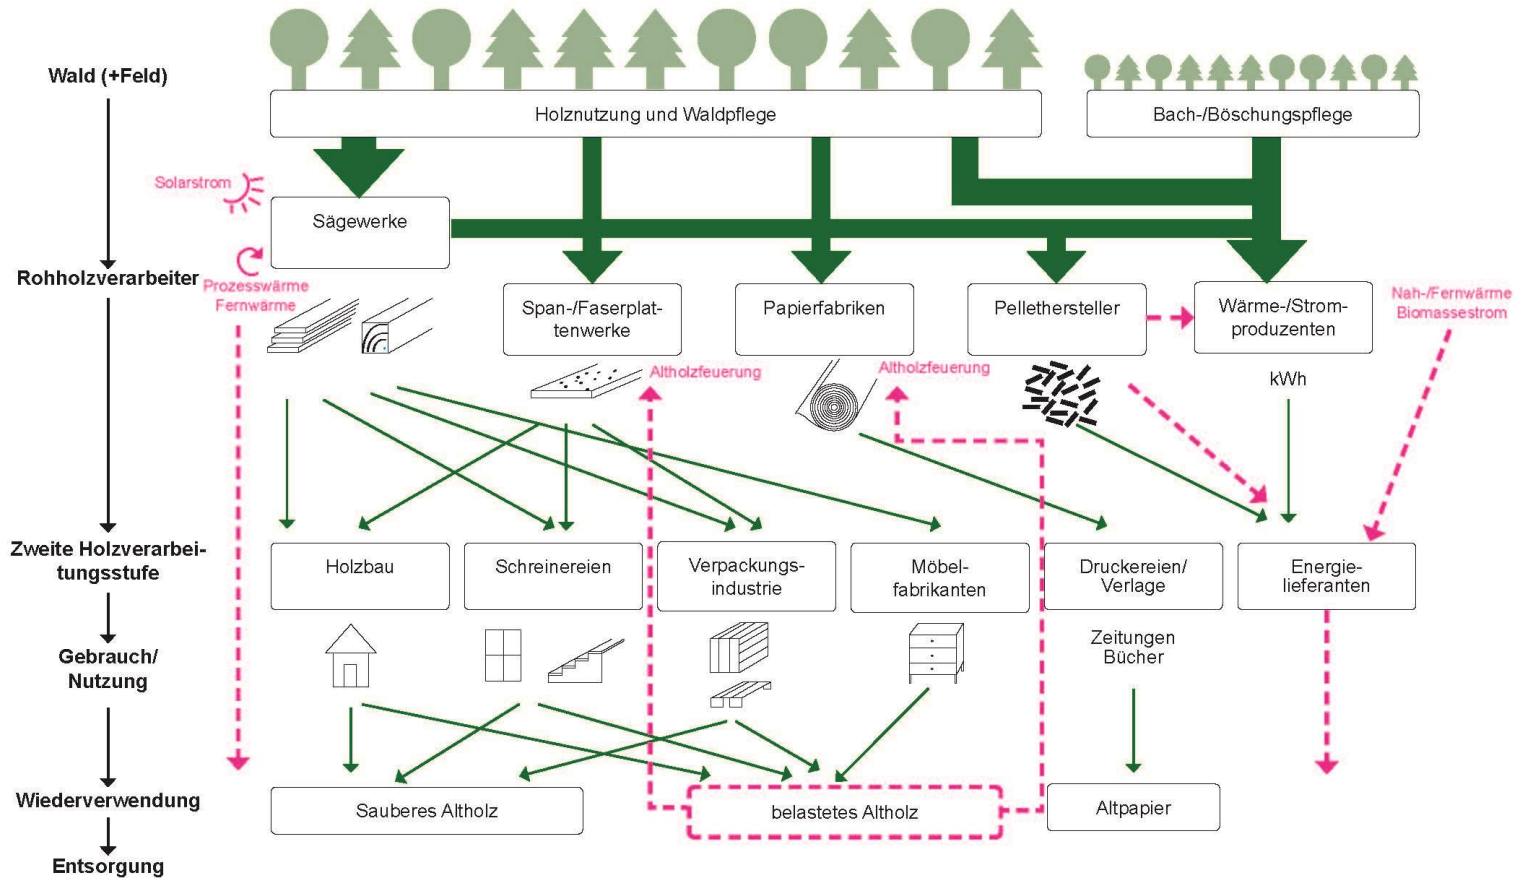 Wald (+Feld)
Holznutzung und Waldpflege
Bach-/Böschungspflege
Solarstrom
Sägewerke
Rohholzverarbeiter
Prozesswärme
Fernwärme
Span-/Faserplat-
tenwerke
Papierfabriken
Pellethersteller
Wärme-/Strom-
produzenten
Nah-/Fernwärme
Biomassestrom
Altholzfeuerung
Altholzfeuerung
kWh
Zweite Holzverarbei-
tungsstufe
Holzbau
Schreinereien
Verpackungs-
industrie
Möbel-
fabrikanten
Druckereien/
Verlage
Energie-
lieferanten
Gebrauch/
Nutzung
Zeitungen
Bücher
Wiederverwendung
Sauberes Altholz
belastetes Altholz
Altpapier
Entsorgung